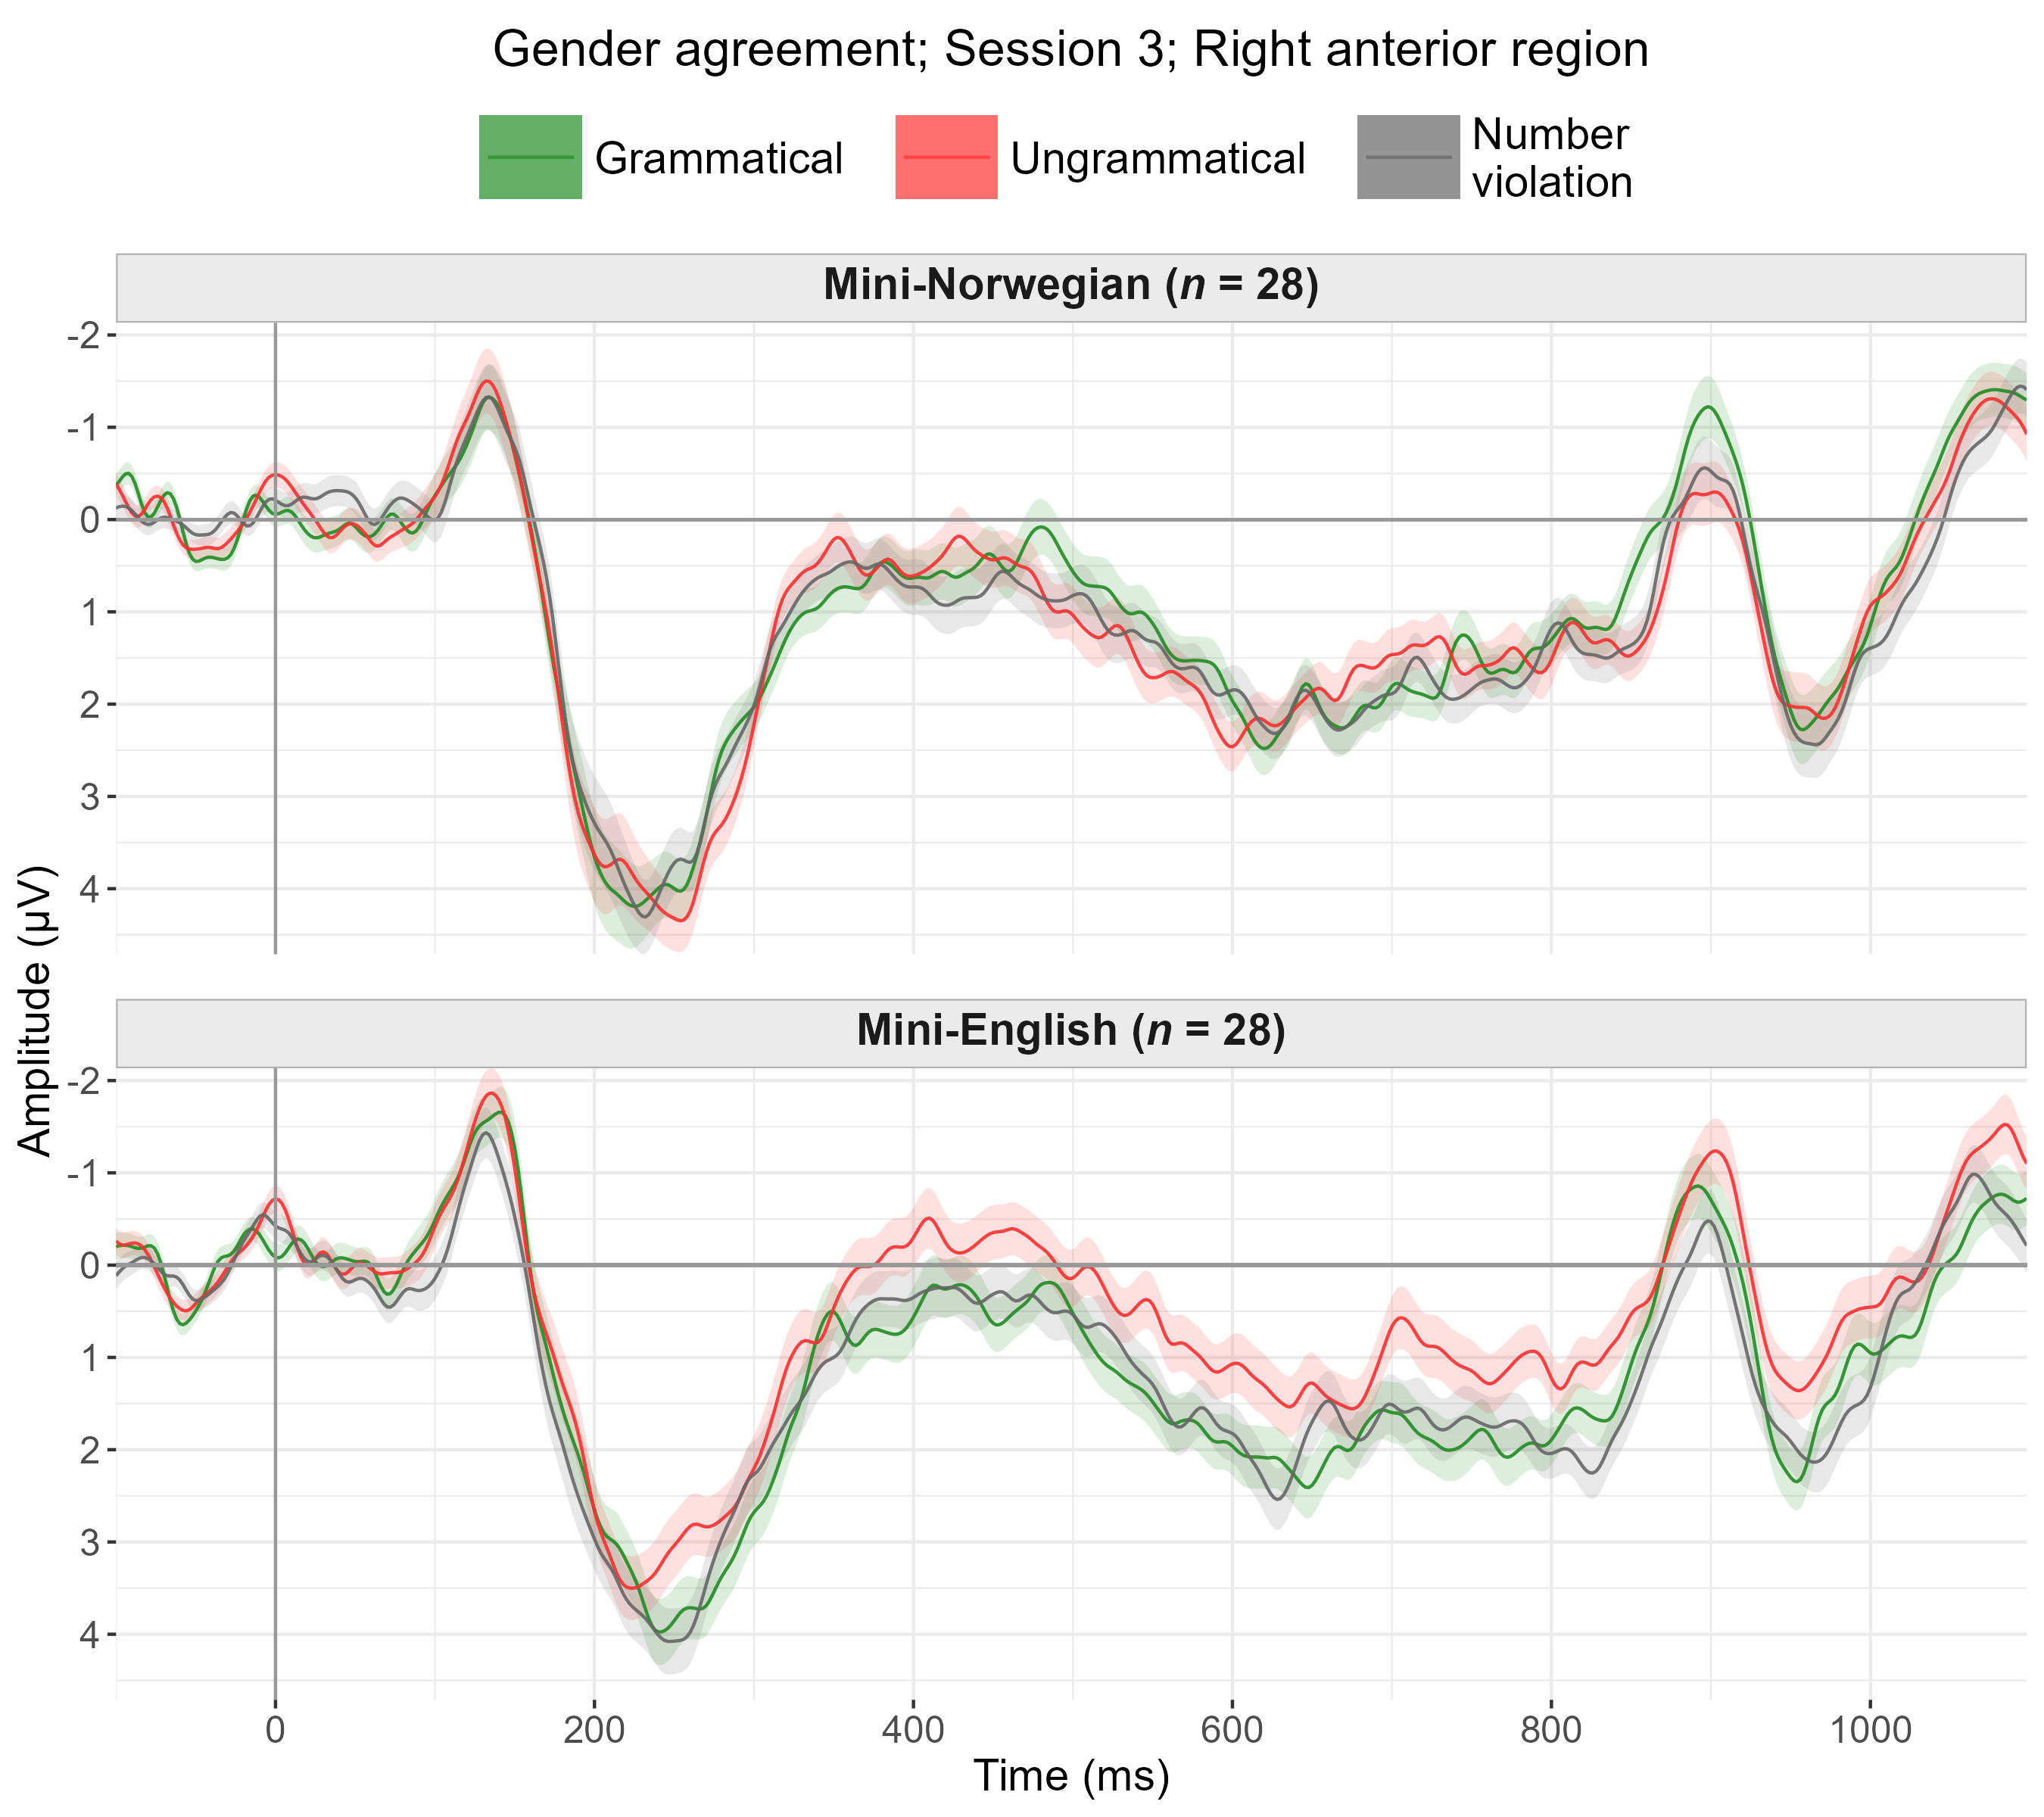 Gender agreement; Session 3; Right anterior region
Grammatical
Ungrammatical
Number
violation
Mini-Norwegian (n = 28)
-2
-1
0
1
2
3
4
Mini-English (n = 28)
-2
-1
0
1
2
3
4
Amplitude (µV)
0 200 400 600 800 1000
Time (ms)